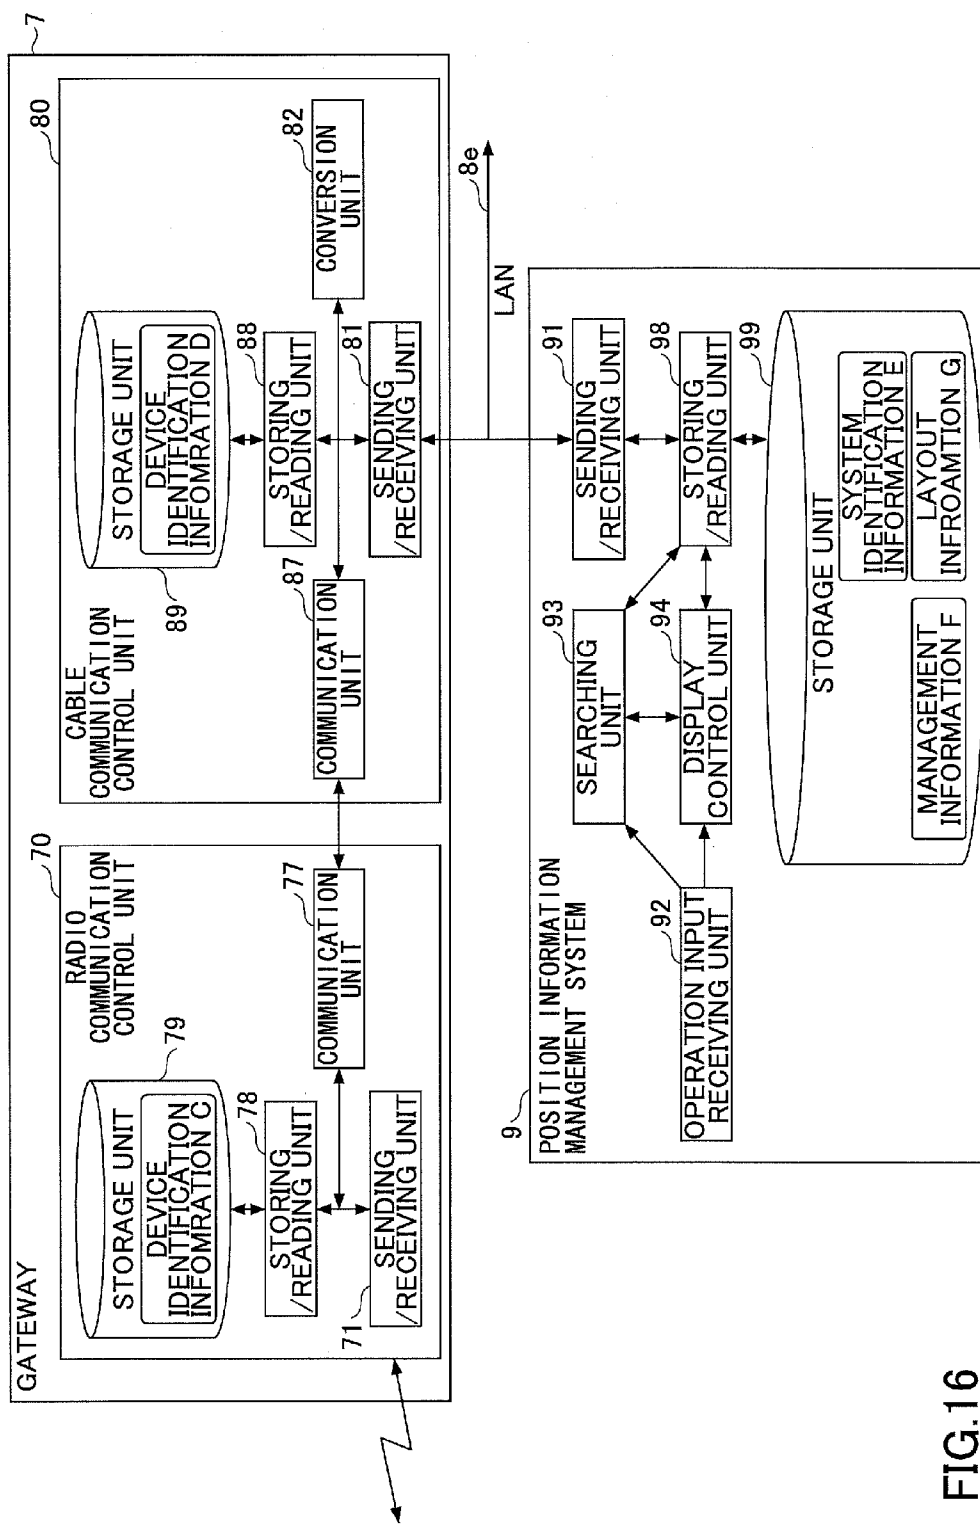 GATEWAY
7
RADIO
COMMUNICATION
CONTROL UNIT
70
STORAGE UNIT
79
DEVICE
IDENTIFICATION
INFOMRATION C
STORING
/READING UNIT
78
SENDING
/RECEIVING UNIT
71
COMMUNICATION
UNIT
77
CABLE
COMMUNICATION
CONTROL UNIT
80
STORAGE UNIT
89
DEVICE
IDENTIFICATION
INFOMRATION D
STORING
/READING UNIT
88
COMMUNICATION
UNIT
87
SENDING
/RECEIVING UNIT
81
CONVERSION
UNIT
82
LAN
8e
9
POSITION INFORMATION
MANAGEMENT SYSTEM
OPERATION INPUT
RECEIVING UNIT
92
SEARCHING
UNIT
93
DISPLAY
CONTROL UNIT
94
SENDING
/RECEIVING UNIT
91
STORING
/READING UNIT
98
99
STORAGE UNIT
MANAGEMENT
INFORMATION F
SYSTEM
IDENTIFICATION
INFORMATION E
LAYOUT
INFROAMTION G
FIG.16